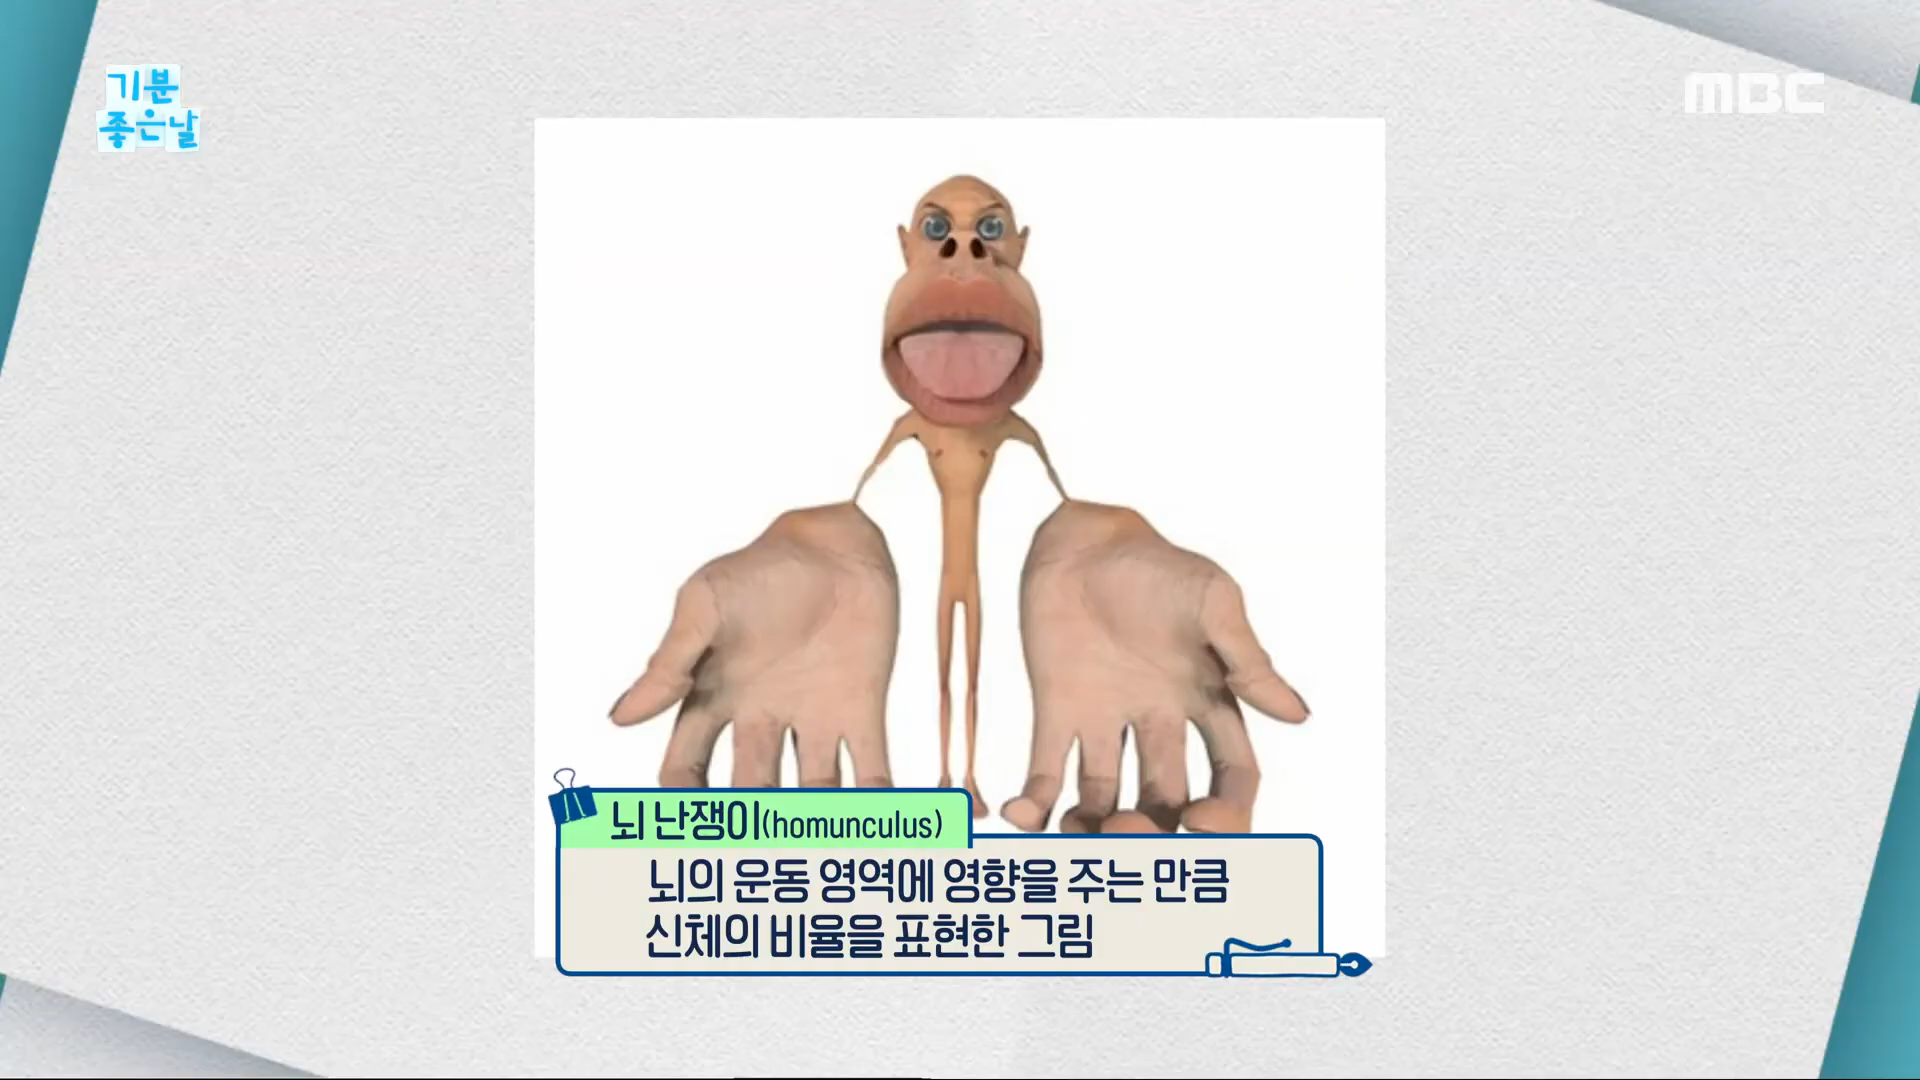 기분
좋은날
MBC
뇌 난쟁이(homunculus)
뇌의 운동 영역에 영향을 주는 만큼
신체의 비율을 표현한 그림